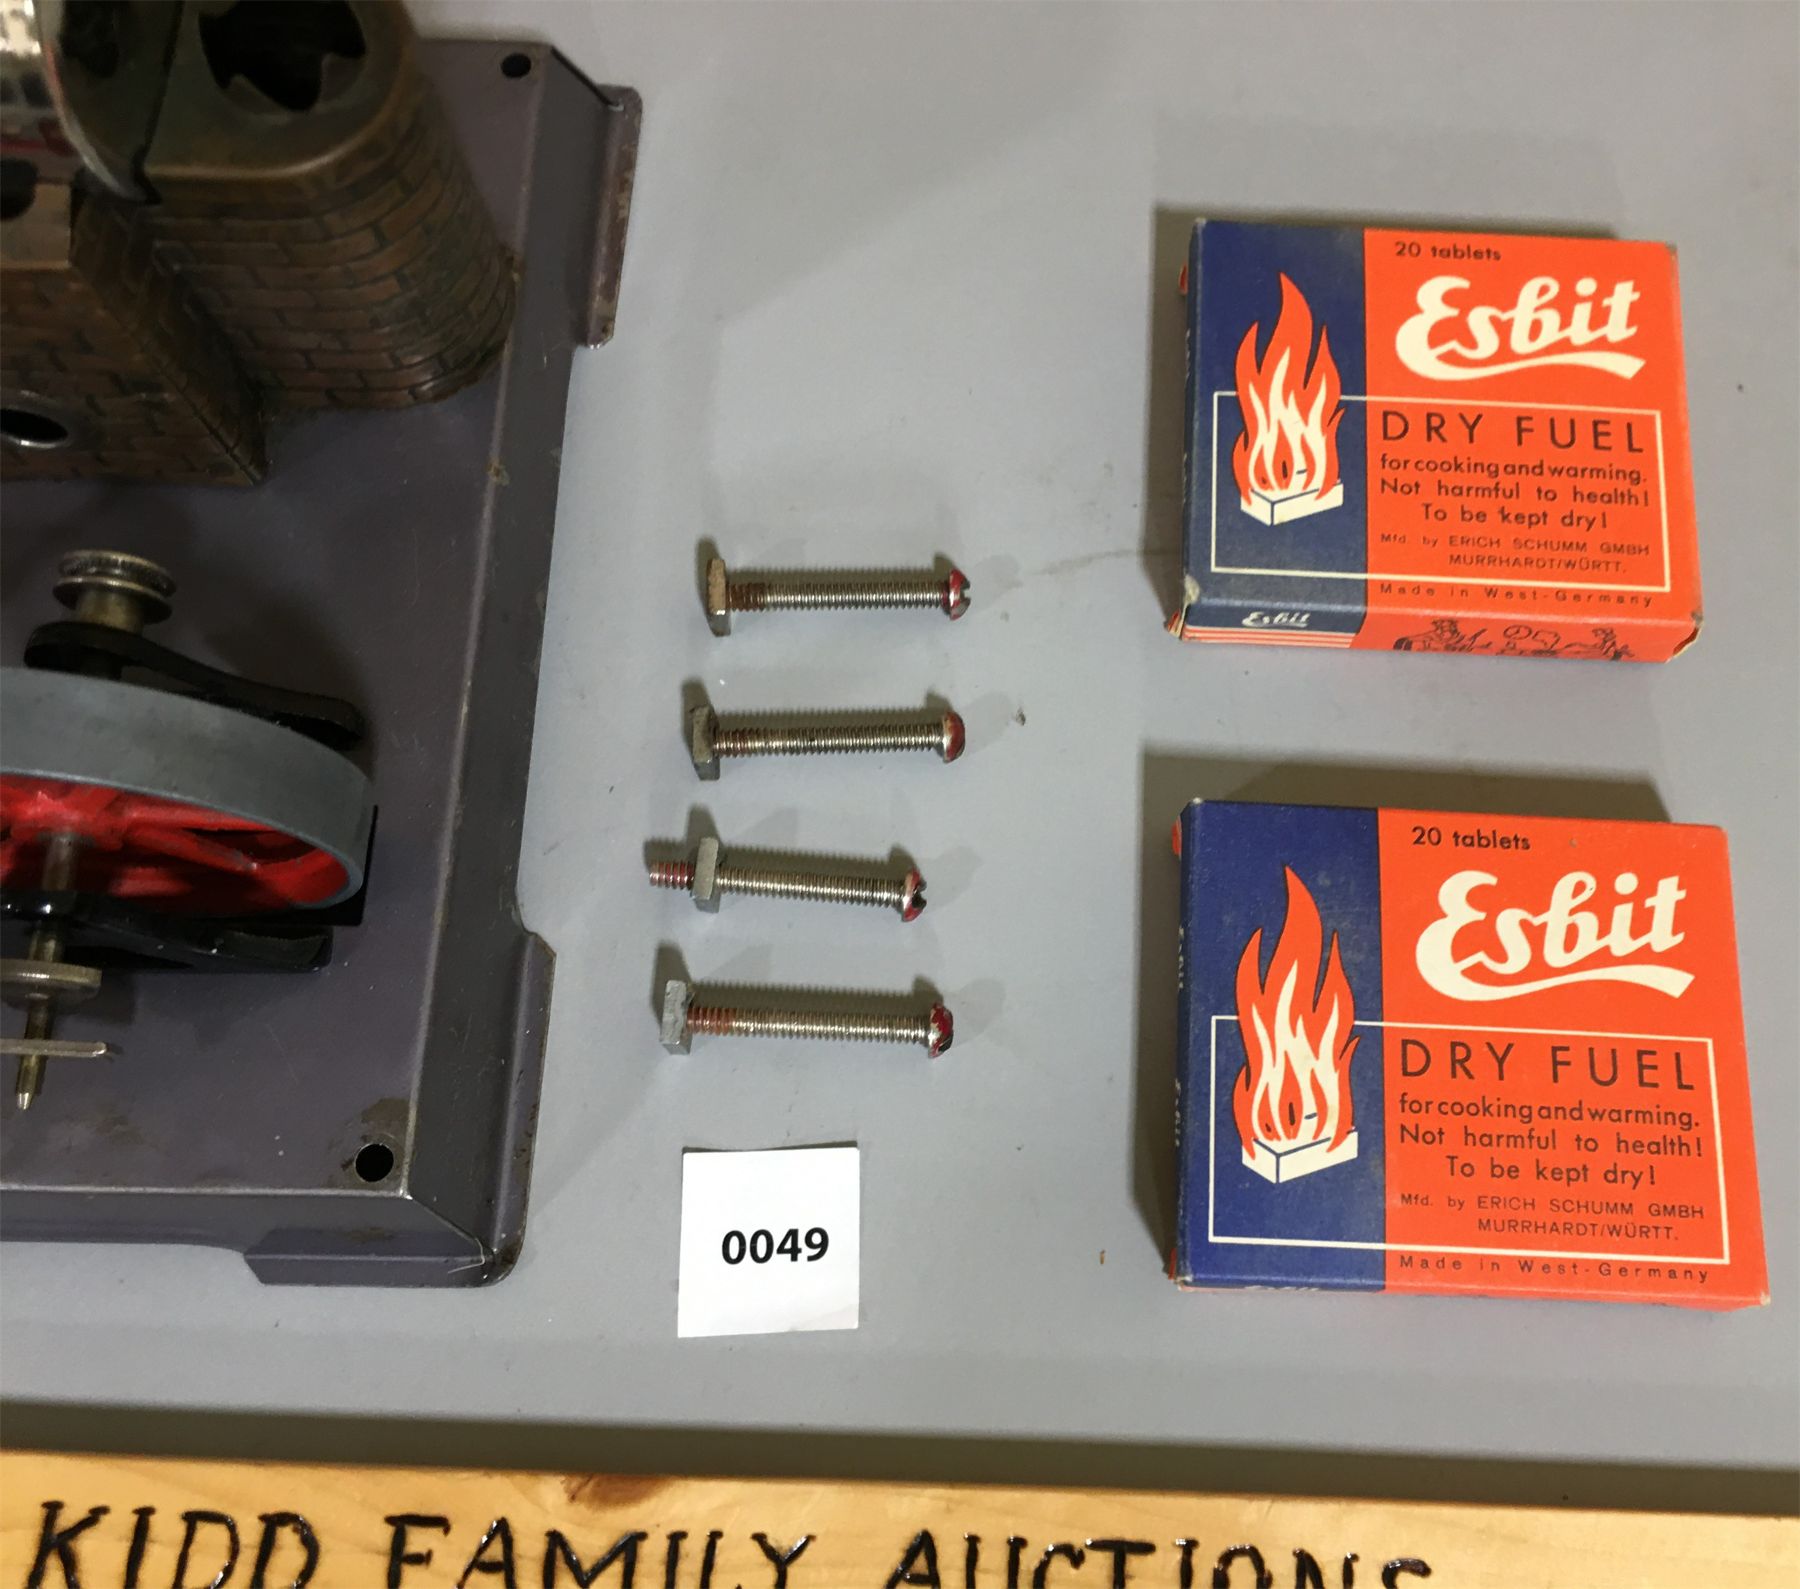 20 tablets
Esbit
DRY FUEL
for cooking and warming.
Not harmful to health!
To be kept dry!
Mfd. by ERICH SCHUMM GMBH
MURRHARDT/WÜRTT.
Made in West-Germany
Esbit
20 tablets
Esbit
DRY FUEL
for cooking and warming.
Not harmful to health!
To be kept dry!
Mfd. by ERICH SCHUMM GMBH
MURRHARDT/WÜRTT.
Made in West-Germany
0049
KIDD FAMILY AUCTIONS